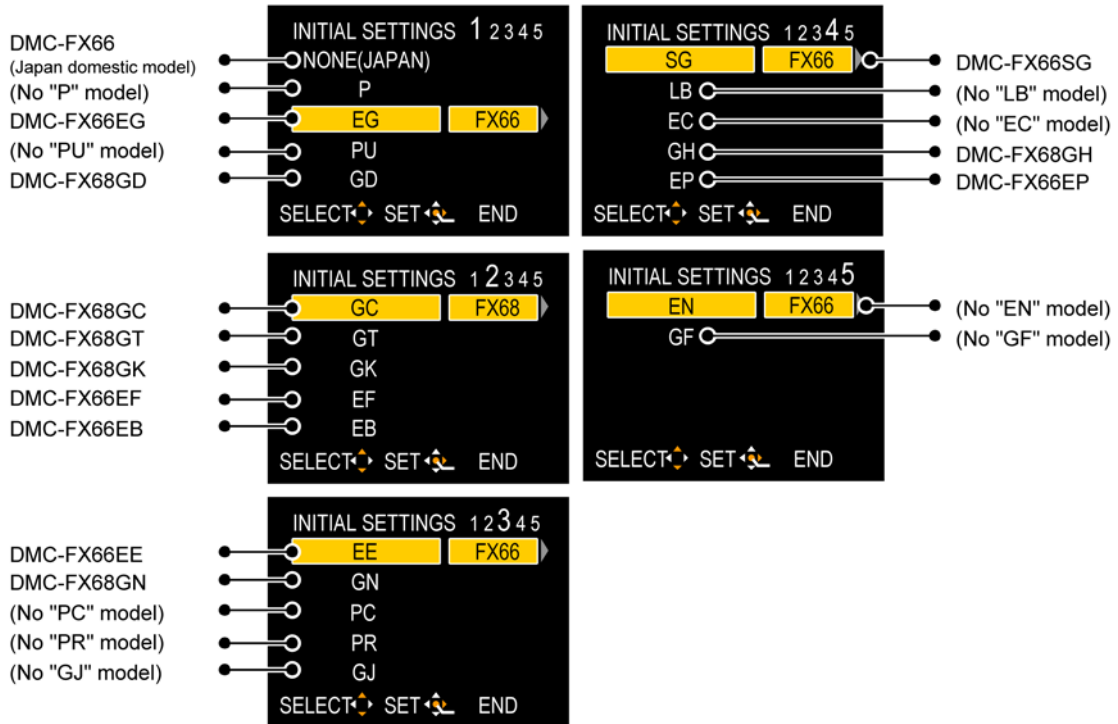 DMC-FX66
(Japan domestic model)
(No "P" model)
DMC-FX66EG
(No "PU" model)
DMC-FX68GD
INITIAL SETTINGS 1 2 3 4 5
NONE(JAPAN)
P
EG FX66
PU
GD
SELECT SET END
INITIAL SETTINGS 1 2 3 4 5
SG FX66
LB
EC
GH
EP
SELECT SET END
DMC-FX66SG
(No "LB" model)
(No "EC" model)
DMC-FX68GH
DMC-FX66EP
DMC-FX68GC
DMC-FX68GT
DMC-FX68GK
DMC-FX66EF
DMC-FX66EB
INITIAL SETTINGS 1 2 3 4 5
GC FX68
GT
GK
EF
EB
SELECT SET END
INITIAL SETTINGS 1 2 3 4 5
EN FX66
GF
SELECT SET END
(No "EN" model)
(No "GF" model)
DMC-FX66EE
DMC-FX68GN
(No "PC" model)
(No "PR" model)
(No "GJ" model)
INITIAL SETTINGS 1 2 3 4 5
EE FX66
GN
PC
PR
GJ
SELECT SET END